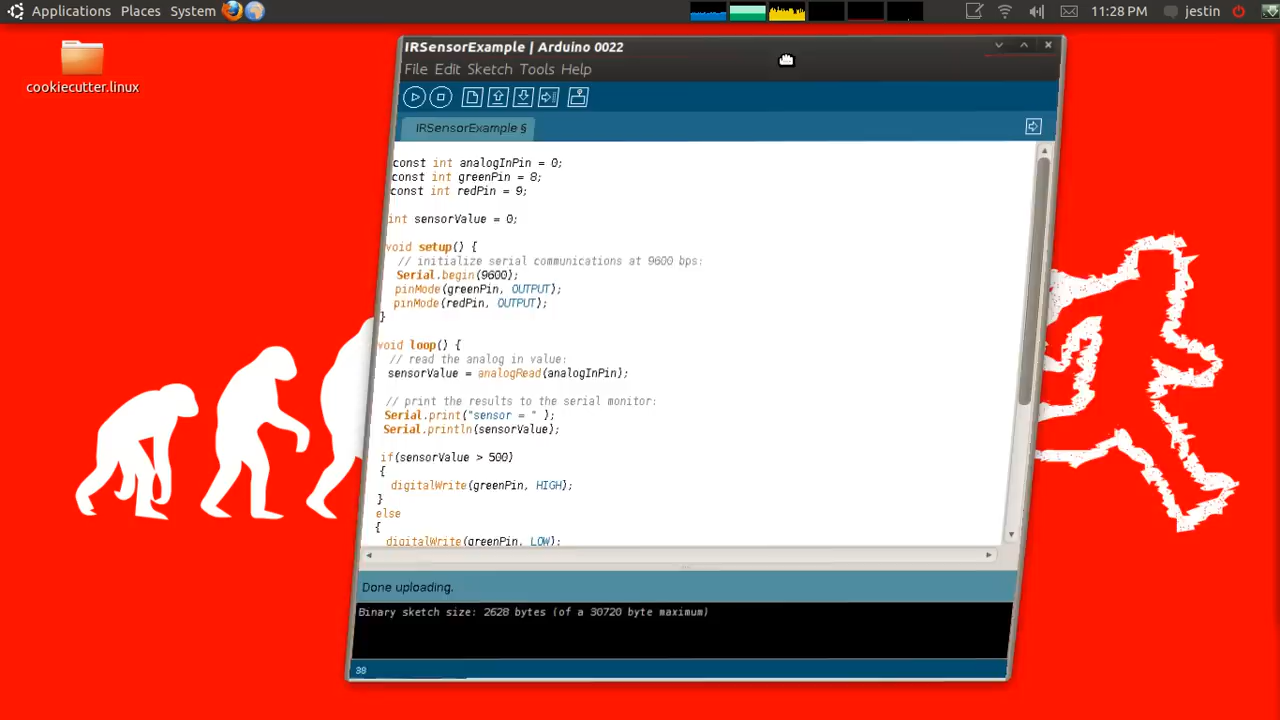 Applications Places System
11:28 PM jestin
cookiecutter.linux
IRSensorExample | Arduino 0022
File Edit Sketch Tools Help
IRSensorExample §
const int analogInPin = 0;
const int greenPin = 8;
const int redPin = 9;
int sensorValue = 0;
void setup() {
// initialize serial communications at 9600 bps:
Serial.begin(9600);
pinMode(greenPin, OUTPUT);
pinMode(redPin, OUTPUT);
}
void loop() {
// read the analog in value:
sensorValue = analogRead(analogInPin);
// print the results to the serial monitor:
Serial.print("sensor = " );
Serial.println(sensorValue);
if(sensorValue > 500)
{
digitalWrite(greenPin, HIGH);
}
else
{
digitalWrite(greenPin, LOW);
Done uploading.
Binary sketch size: 2628 bytes (of a 30720 byte maximum)
38